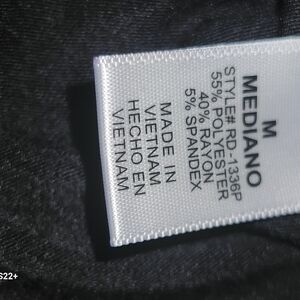 M
MEDIANO
STYLE# RD-1336P
55% POLYESTER
40% RAYON
5% SPANDEX
MADE IN
VIETNAM
HECHO EN
VIETNAM
S22+